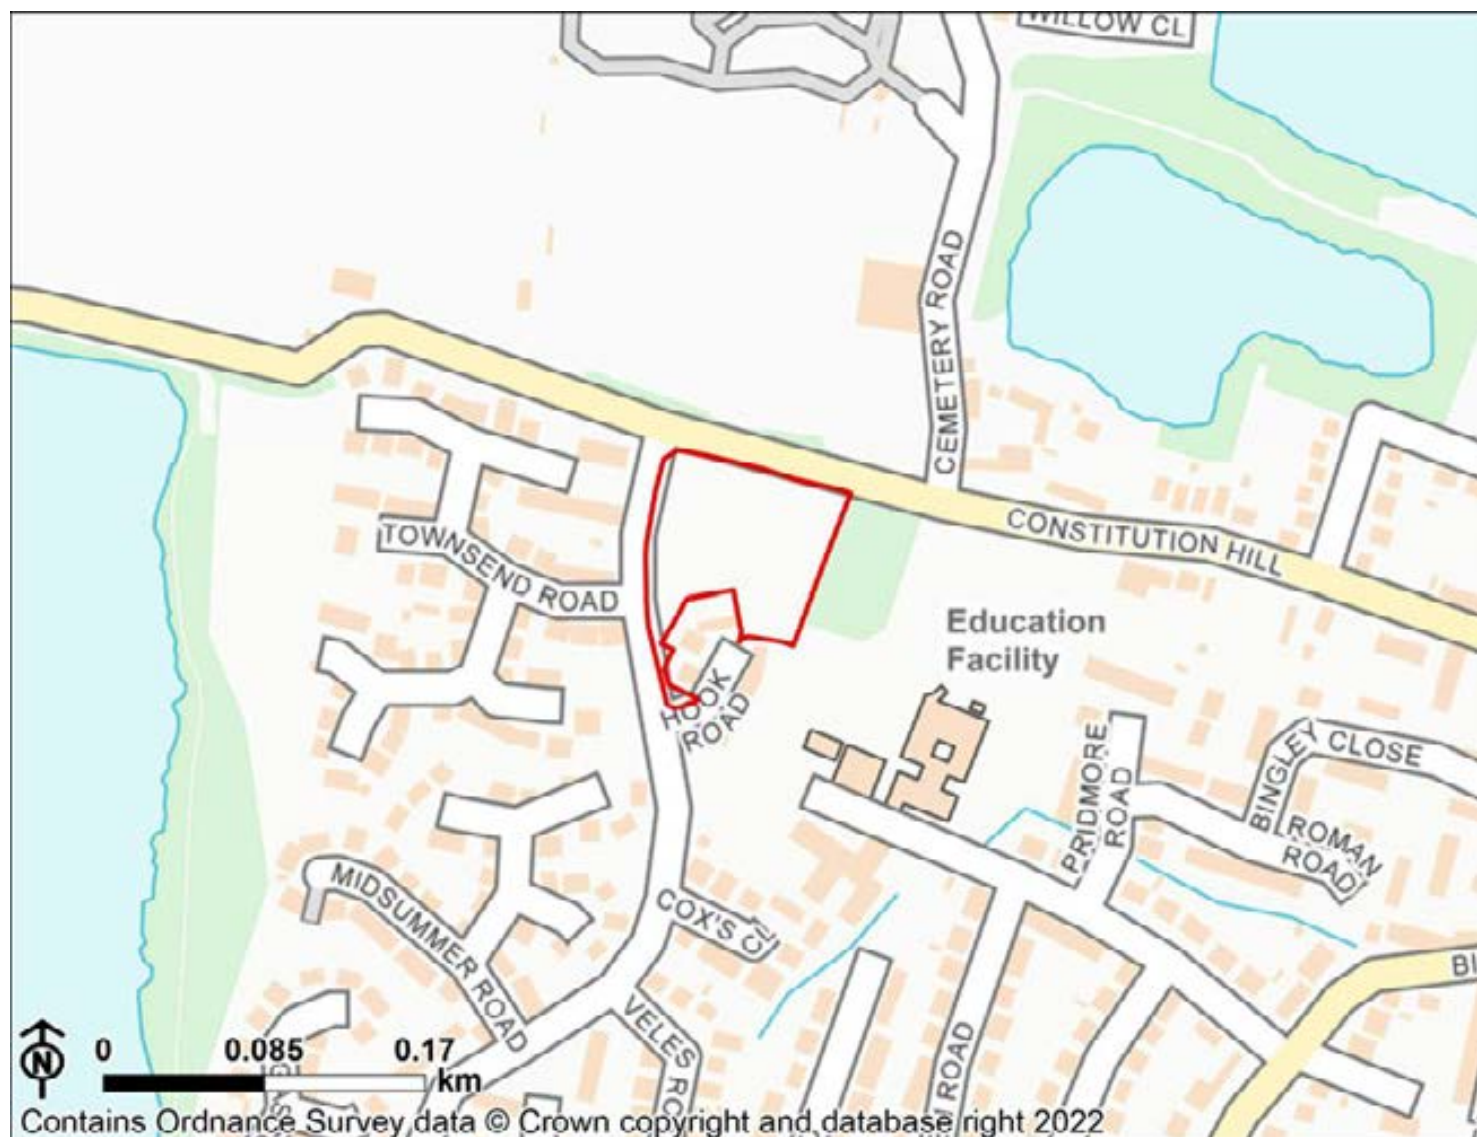 WILLOW CL
CEMETERY ROAD
CONSTITUTION HILL
TOWNSEND ROAD
Education
Facility
HOOK
ROAD
PRIDMORE
ROAD
BINGLEY CLOSE
ROMAN
ROAD
MIDSUMMER ROAD
COX'S CL
VELES RO
ROAD
BI
N
0 0.085 0.17
km
Contains Ordnance Survey data © Crown copyright and database right 2022